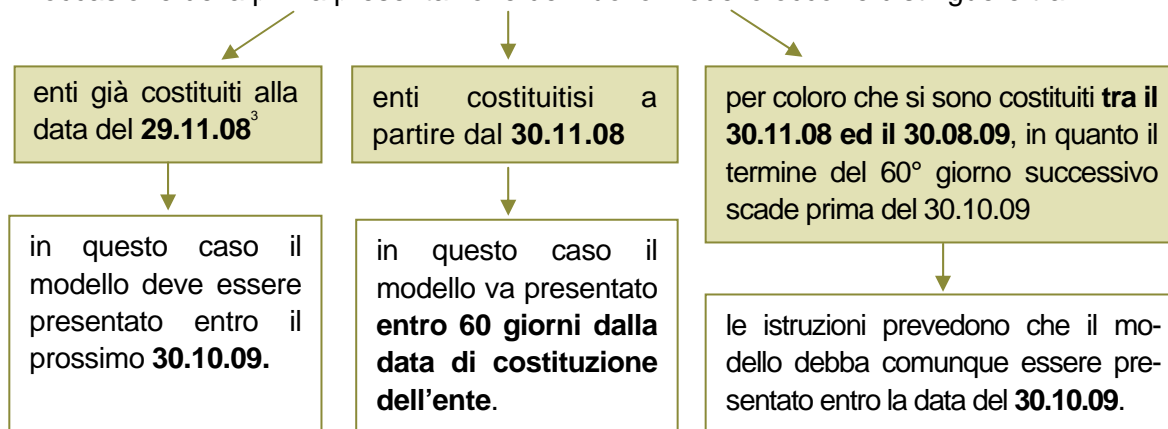 enti già costituiti alla
data del 29.11.08³
enti costituitisi a
partire dal 30.11.08
per coloro che si sono costituiti tra il
30.11.08 ed il 30.08.09, in quanto il
termine del 60° giorno successivo
scade prima del 30.10.09
in questo caso il
modello deve essere
presentato entro il
prossimo 30.10.09.
in questo caso il
modello va presentato
entro 60 giorni dalla
data di costituzione
dell'ente.
le istruzioni prevedono che il mo-
dello debba comunque essere pre-
sentato entro la data del 30.10.09.